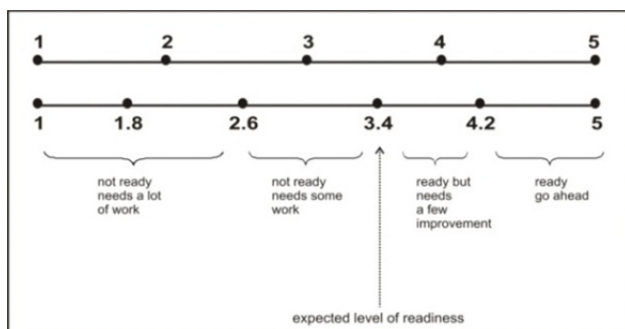 1 2 3 4 5
1 1.8 2.6 3.4 4.2 5
not ready
needs a lot
of work
not ready
needs some
work
ready but
needs
a few
improvement
ready
go ahead
expected level of readiness